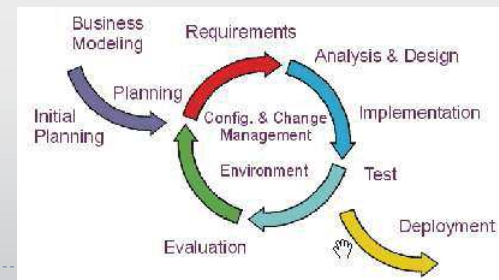 Business
Modeling
Requirements
Analysis & Design
Planning
Initial
Planning
Config. & Change
Management
Implementation
Environment
Test
Evaluation
Deployment